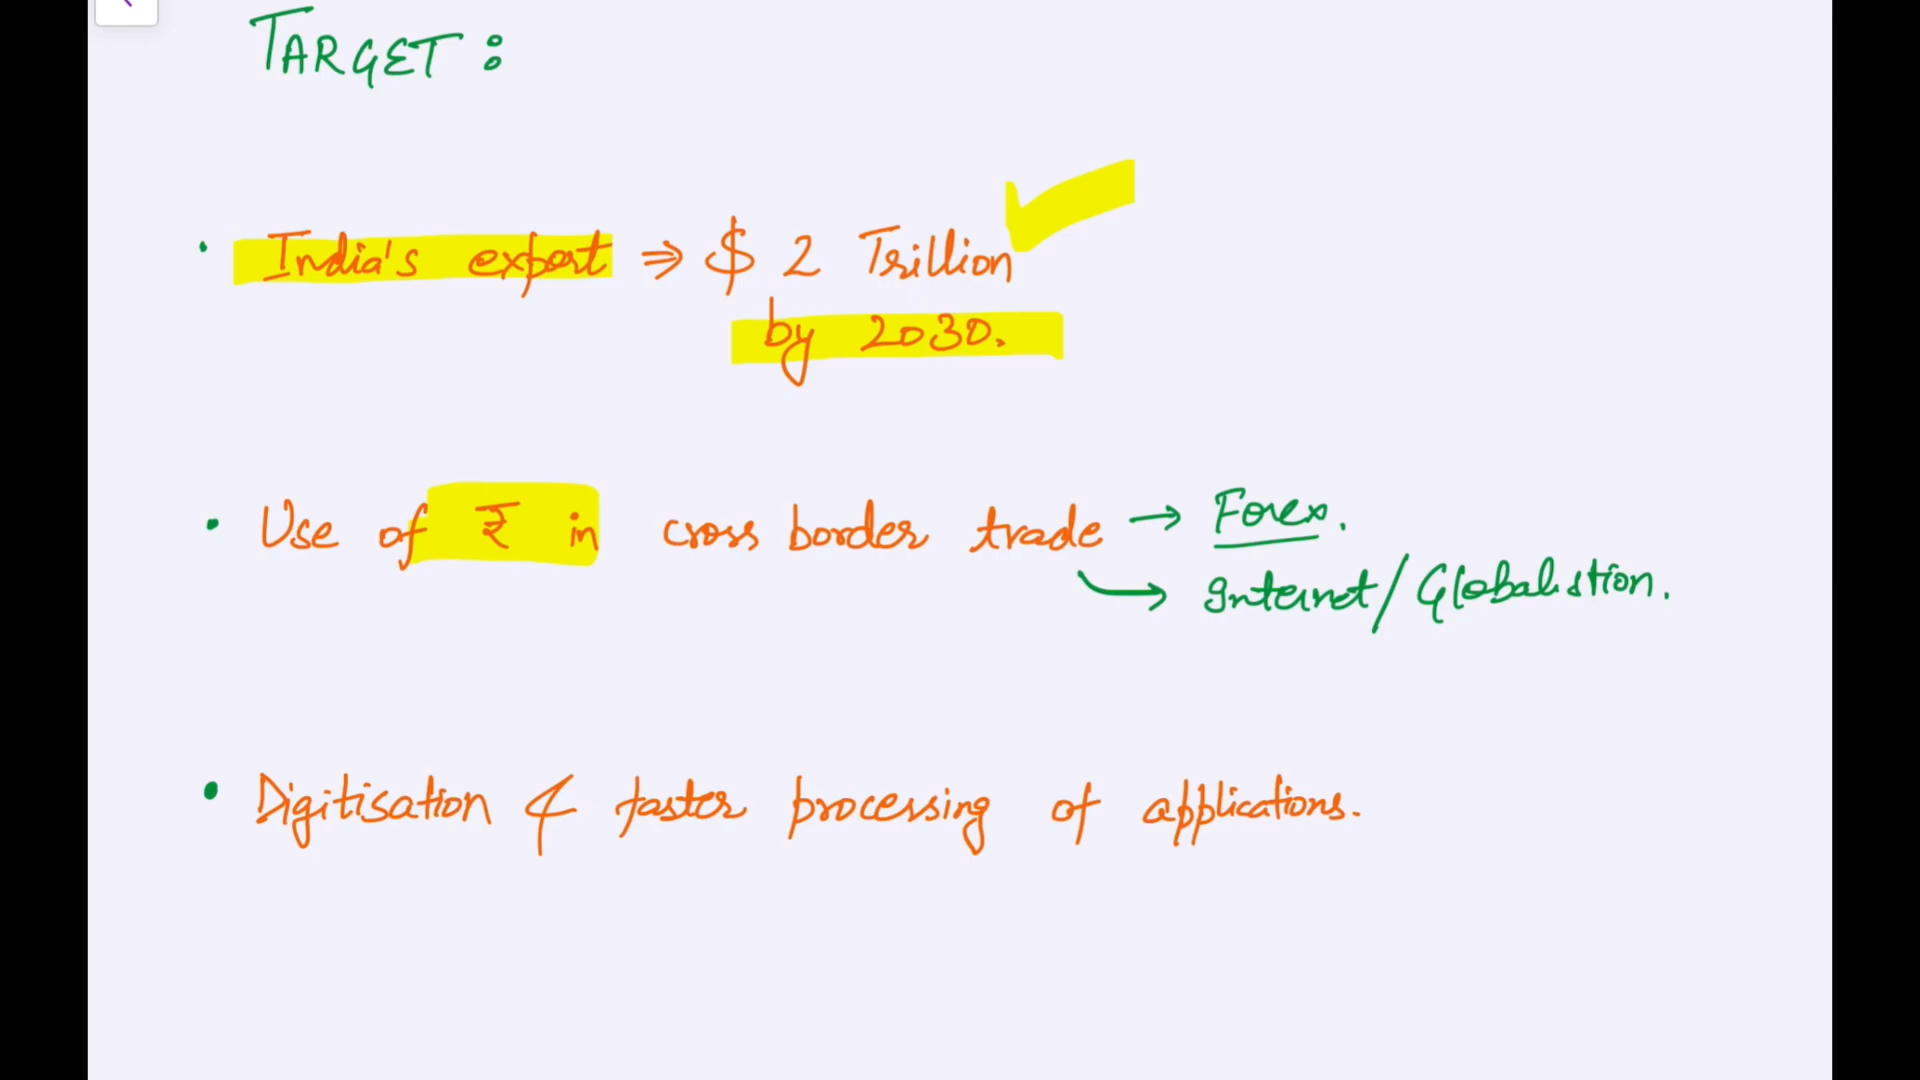 TARGET :
• India's export ⇒ $ 2 Trillion
by 2030.
• Use of ₹ in cross border trade → Forex.
→ Internet/Globalistion.
• Digitisation & faster processing of applications.